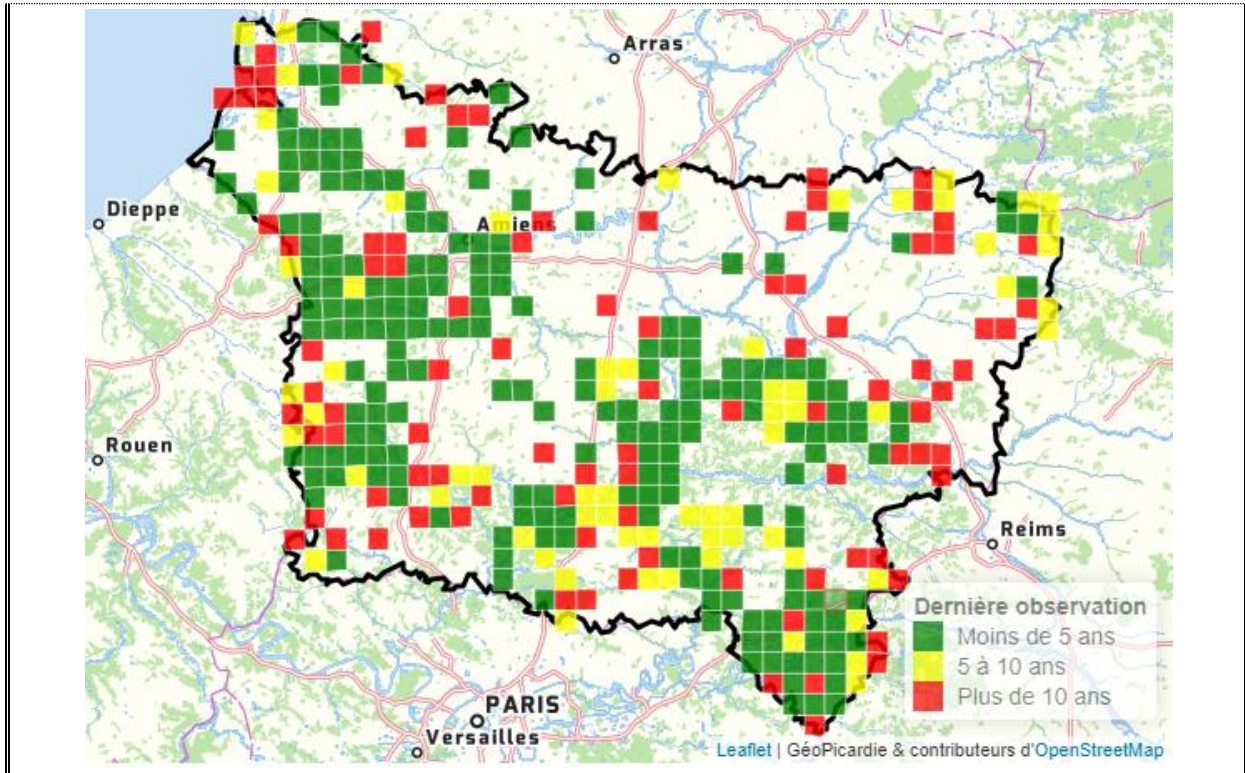 Arras
Dieppe
Amiens
Rouen
Reims
Dernière observation
Moins de 5 ans
5 à 10 ans
Plus de 10 ans
PARIS
Versailles
Leaflet | GéoPicardie & contributeurs d'OpenStreetMap